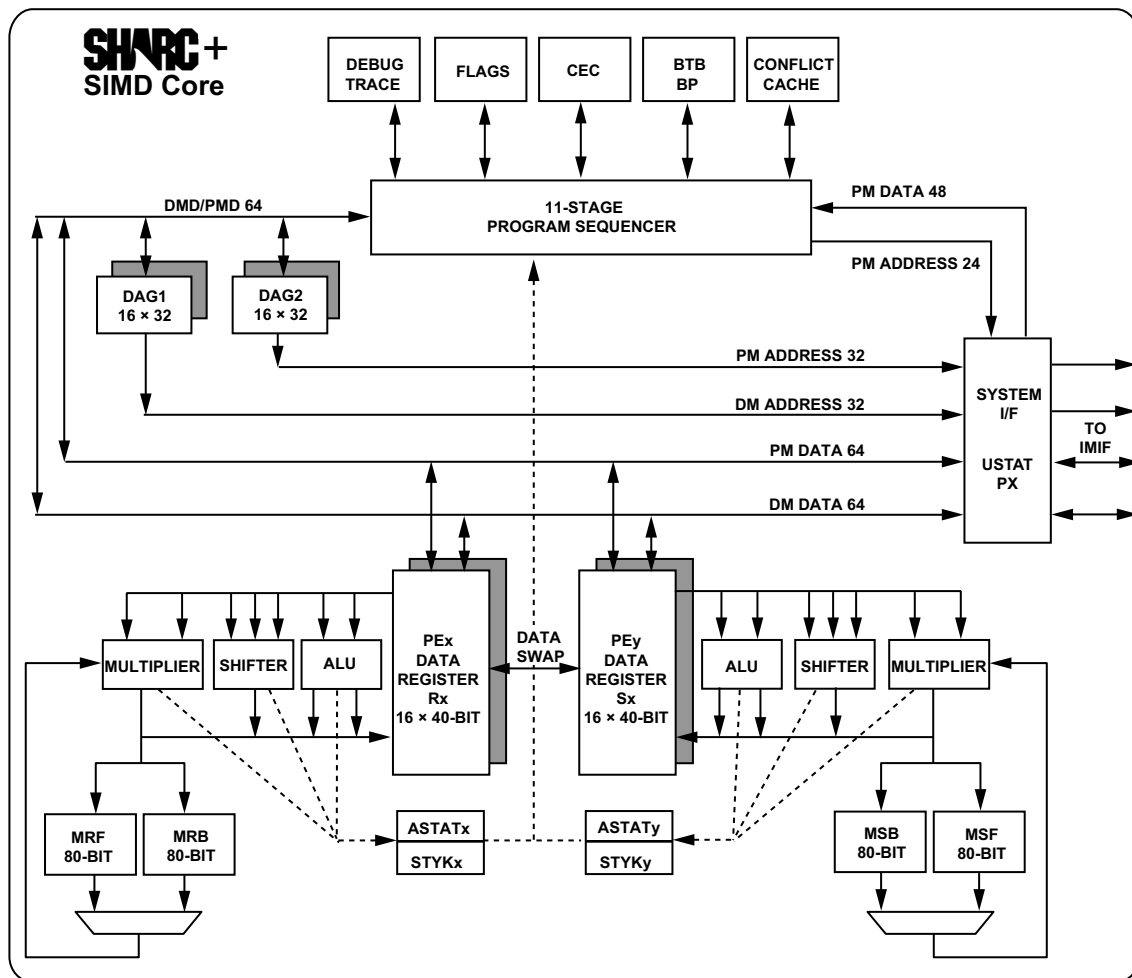 SHARC+
SIMD Core
DEBUG
TRACE
FLAGS
CEC
BTB
BP
CONFLICT
CACHE
DMD/PMD 64
11-STAGE
PROGRAM SEQUENCER
PM DATA 48
PM ADDRESS 24
DAG1
16 × 32
DAG2
16 × 32
PM ADDRESS 32
DM ADDRESS 32
PM DATA 64
DM DATA 64
SYSTEM
I/F
USTAT
PX
TO
IMIF
MULTIPLIER
SHIFTER
ALU
PEx
DATA
REGISTER
Rx
16 × 40-BIT
DATA
SWAP
PEy
DATA
REGISTER
Sx
16 × 40-BIT
ALU
SHIFTER
MULTIPLIER
MRF
80-BIT
MRB
80-BIT
ASTATx
STYKx
ASTATy
STYKy
MSB
80-BIT
MSF
80-BIT